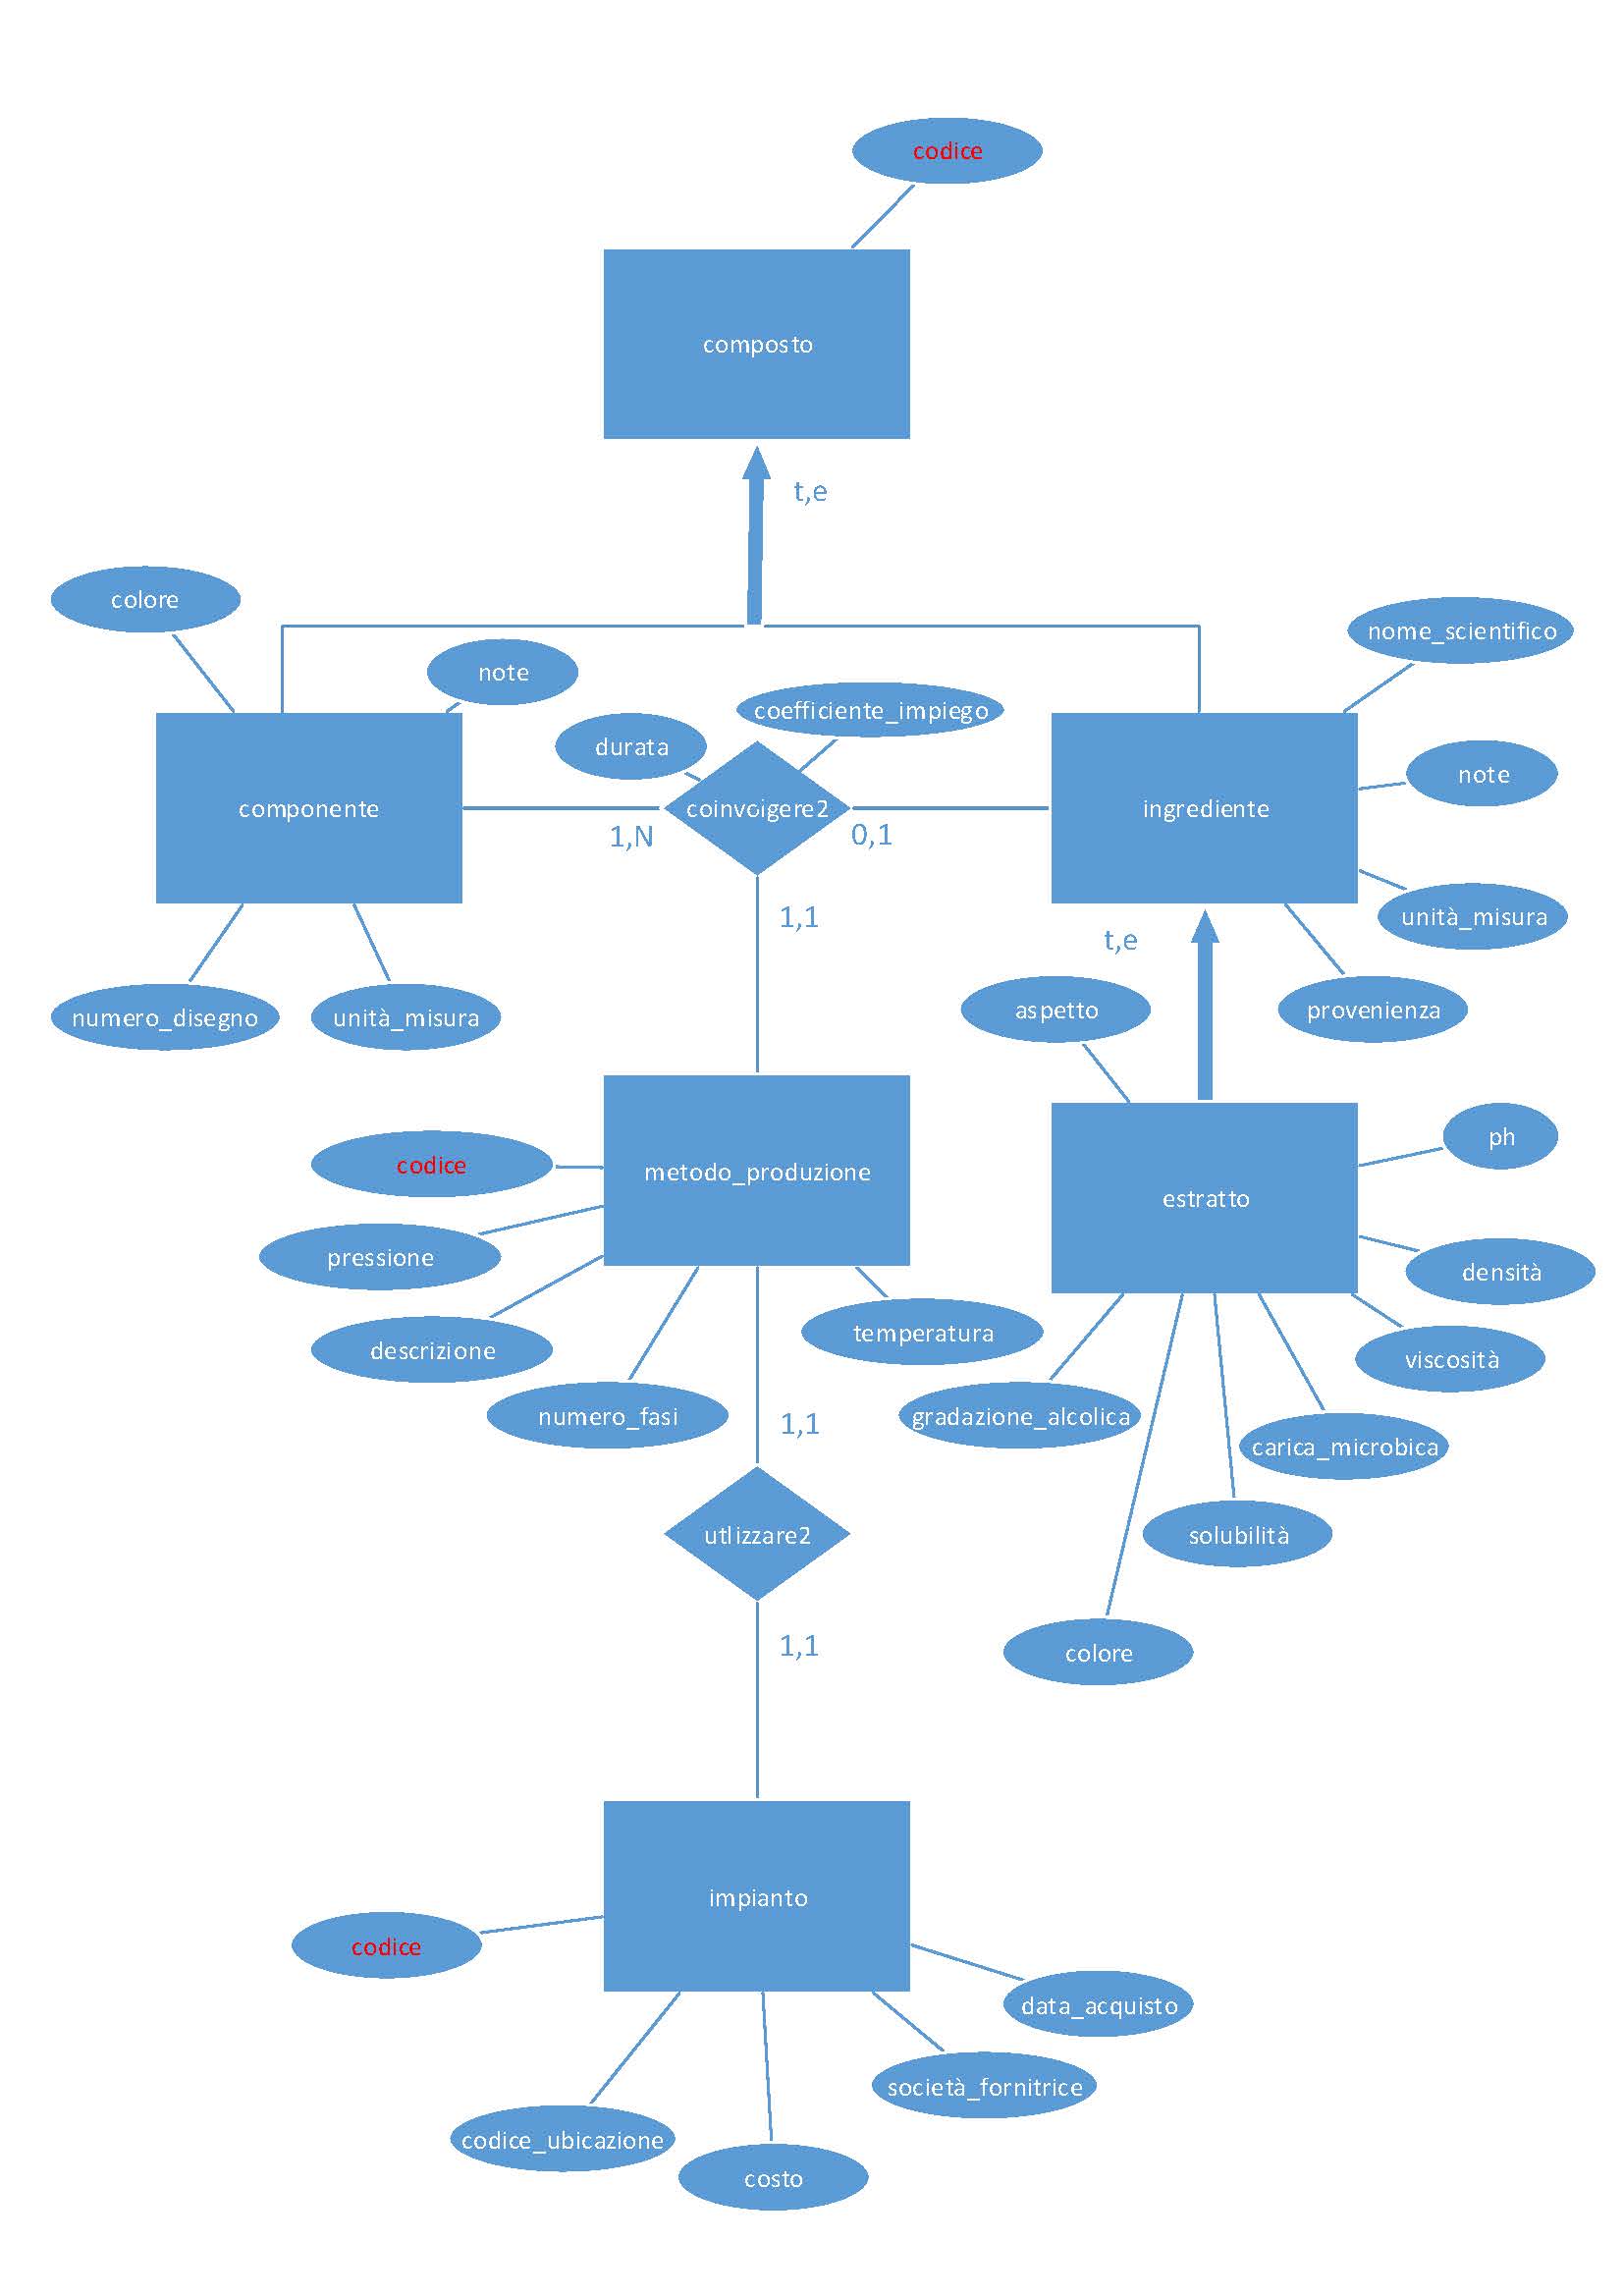 codice
composto
t,e
colore
nome_scientifico
note
coefficiente_impiego
durata
note
componente
coinvolgere2
ingrediente
1,N
0,1
unità_misura
1,1
t,e
aspetto
provenienza
numero_disegno
unità_misura
ph
codice
metodo_produzione
estratto
pressione
densità
temperatura
descrizione
viscosità
numero_fasi
gradazione_alcolica
1,1
carica_microbica
utlizzare2
solubilità
1,1
colore
impianto
codice
data_acquisto
società_fornitrice
codice_ubicazione
costo